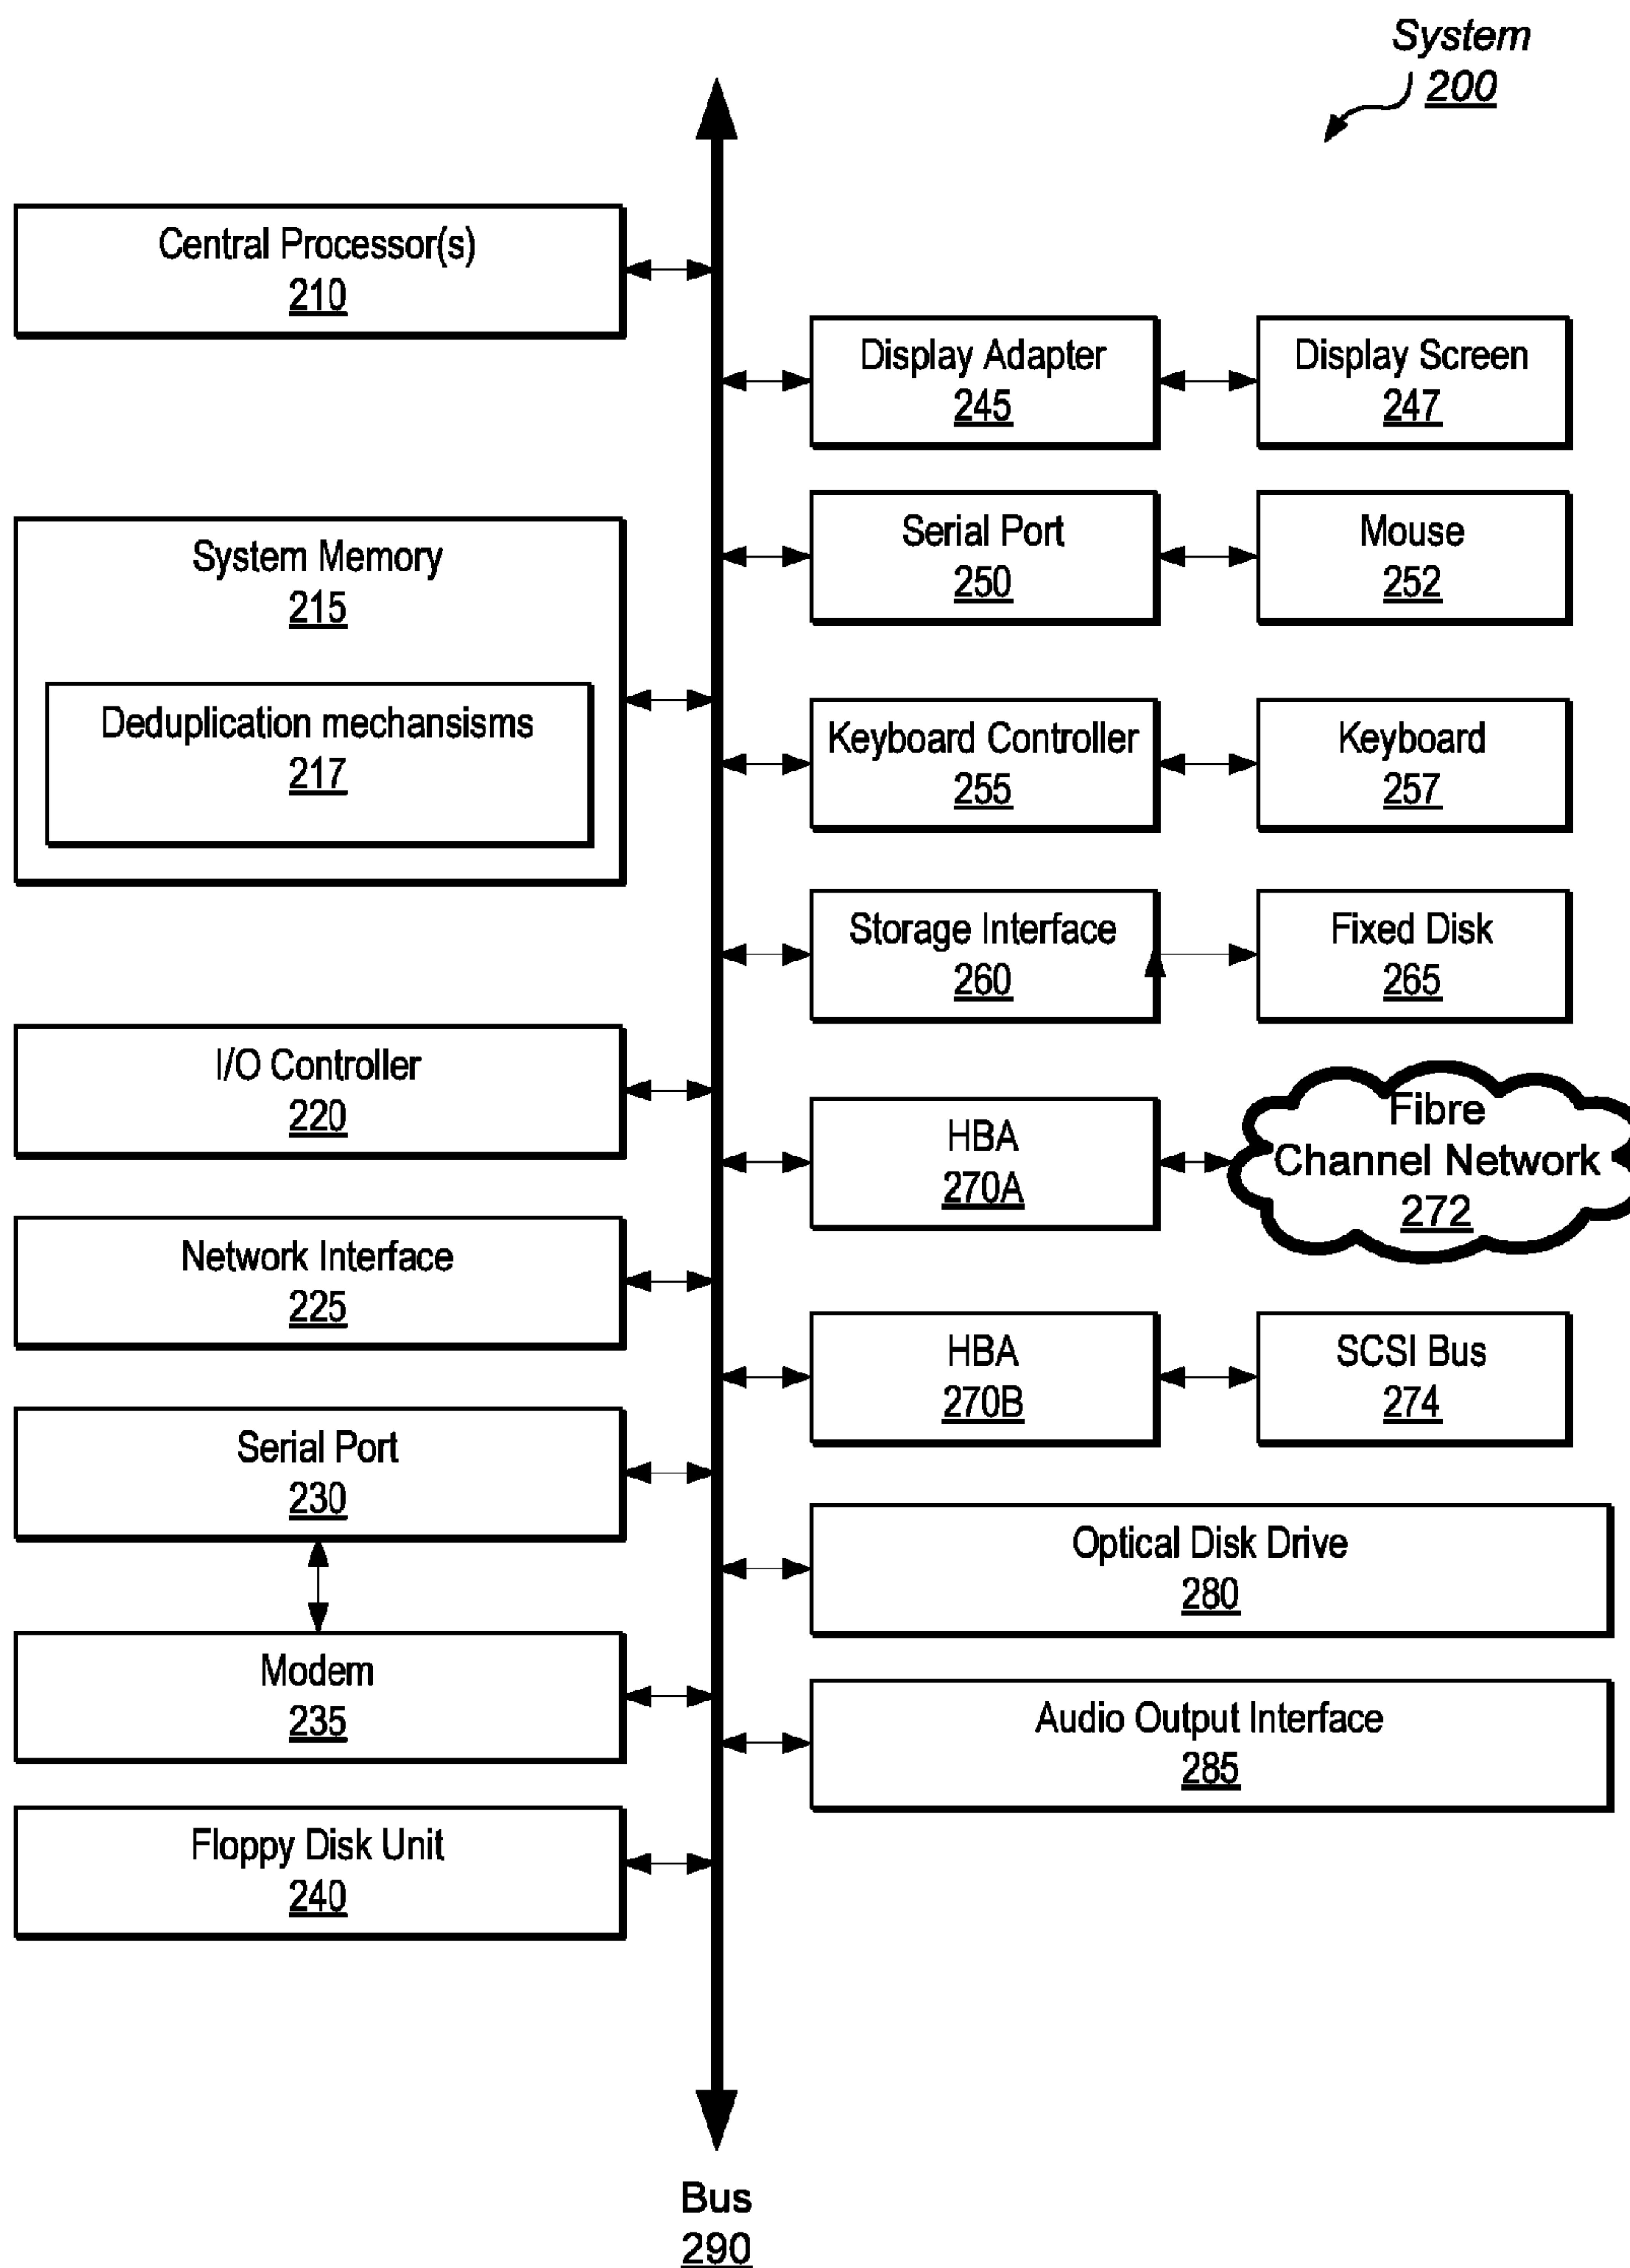 System
200
Central Processor(s)
210
System Memory
215
Deduplication mechansisms
217
I/O Controller
220
Network Interface
225
Serial Port
230
Modem
235
Floppy Disk Unit
240
Display Adapter
245
Display Screen
247
Serial Port
250
Mouse
252
Keyboard Controller
255
Keyboard
257
Storage Interface
260
Fixed Disk
265
HBA
270A
Fibre
Channel Network
272
HBA
270B
SCSI Bus
274
Optical Disk Drive
280
Audio Output Interface
285
Bus
290